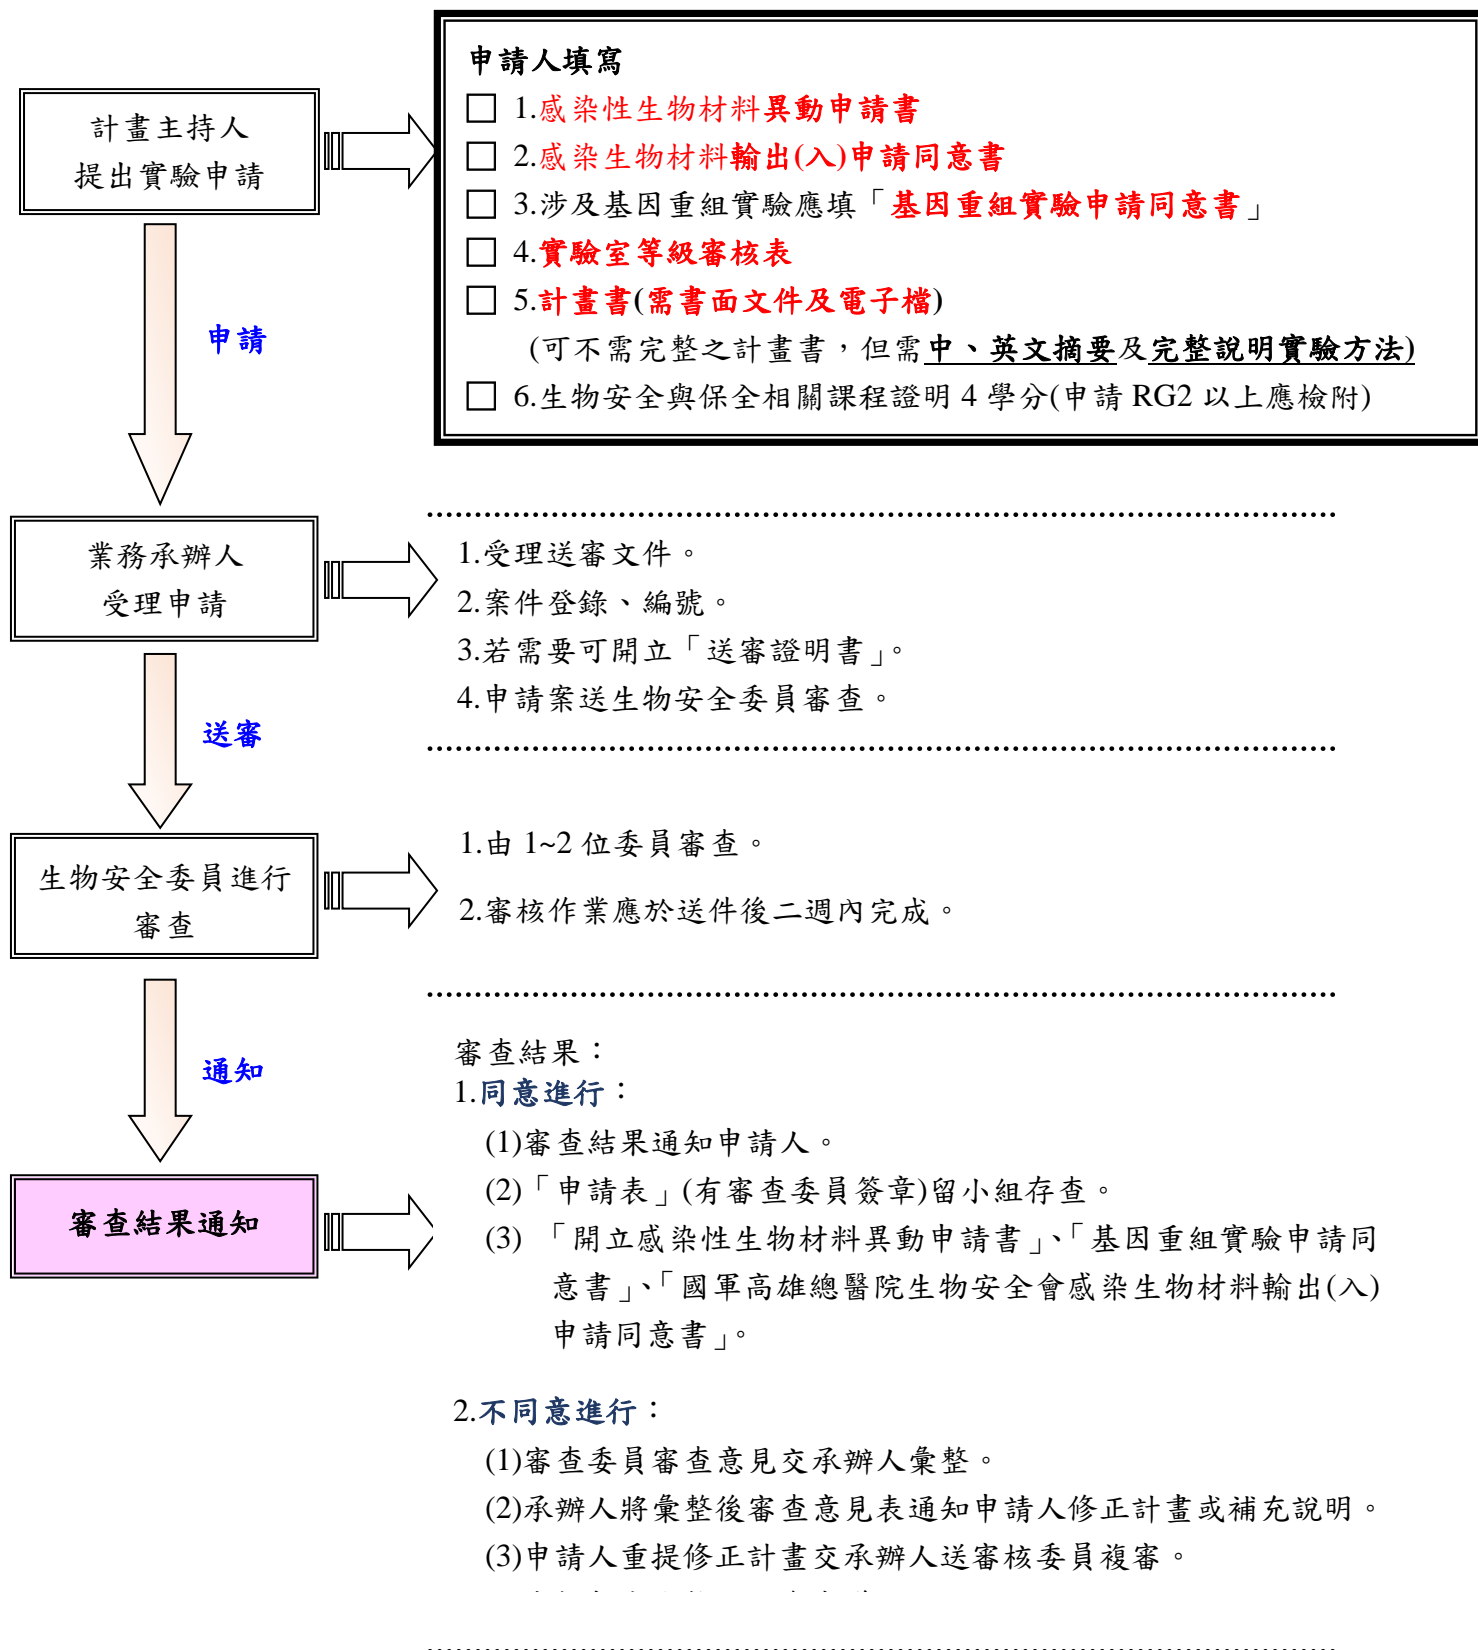 申請人填寫
□ 1.感染性生物材料異動申請書
□ 2.感染生物材料輸出(入)申請同意書
□ 3.涉及基因重組實驗應填「基因重組實驗申請同意書」
□ 4.實驗室等級審核表
□ 5.計畫書(需書面文件及電子檔)
(可不需完整之計畫書，但需中、英文摘要及完整說明實驗方法)
□ 6.生物安全與保全相關課程證明 4 學分(申請 RG2 以上應檢附)
計畫主持人
提出實驗申請
申請
業務承辦人
受理申請
1.受理送審文件。
2.案件登錄、編號。
3.若需要可開立「送審證明書」。
4.申請案送生物安全委員審查。
送審
生物安全委員進行
審查
1.由 1~2 位委員審查。
2.審核作業應於送件後二週內完成。
通知
審查結果通知
審查結果：
1.同意進行：
(1)審查結果通知申請人。
(2)「申請表」(有審查委員簽章)留小組存查。
(3) 「開立感染性生物材料異動申請書」、「基因重組實驗申請同
意書」、「國軍高雄總醫院生物安全會感染生物材料輸出(入)
申請同意書」。
2.不同意進行：
(1)審查委員審查意見交承辦人彙整。
(2)承辦人將彙整後審查意見表通知申請人修正計畫或補充說明。
(3)申請人重提修正計畫交承辦人送審核委員複審。